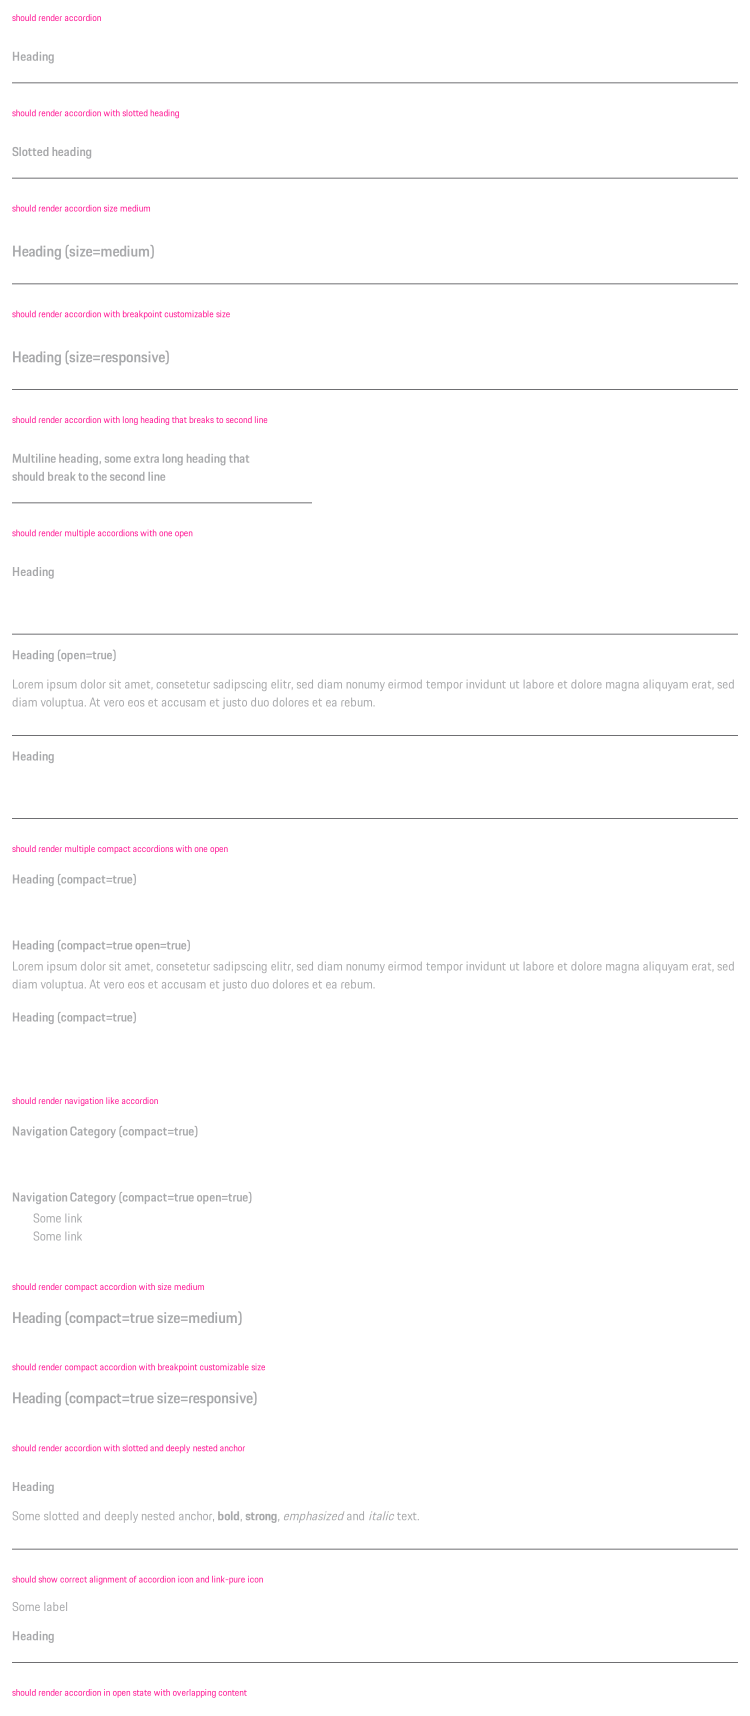 should render accordion
Heading
should render accordion with slotted heading
Slotted heading
should render accordion size medium
Heading (size=medium)
should render accordion with breakpoint customizable size
Heading (size=responsive)
should render accordion with long heading that breaks to second line
Multiline heading, some extra long heading that
should break to the second line
should render multiple accordions with one open
Heading
Heading (open=true)
Lorem ipsum dolor sit amet, consetetur sadipscing elitr, sed diam nonumy eirmod tempor invidunt ut labore et dolore magna aliquyam erat, sed
diam voluptua. At vero eos et accusam et justo duo dolores et ea rebum.
Heading
should render multiple compact accordions with one open
Heading (compact=true)
Heading (compact=true open=true)
Lorem ipsum dolor sit amet, consetetur sadipscing elitr, sed diam nonumy eirmod tempor invidunt ut labore et dolore magna aliquyam erat, sed
diam voluptua. At vero eos et accusam et justo duo dolores et ea rebum.
Heading (compact=true)
should render navigation like accordion
Navigation Category (compact=true)
Navigation Category (compact=true open=true)
Some link
Some link
should render compact accordion with size medium
Heading (compact=true size=medium)
should render compact accordion with breakpoint customizable size
Heading (compact=true size=responsive)
should render accordion with slotted and deeply nested anchor
Heading
Some slotted and deeply nested anchor, bold, strong, emphasized and italic text.
should show correct alignment of accordion icon and link-pure icon
Some label
Heading
should render accordion in open state with overlapping content